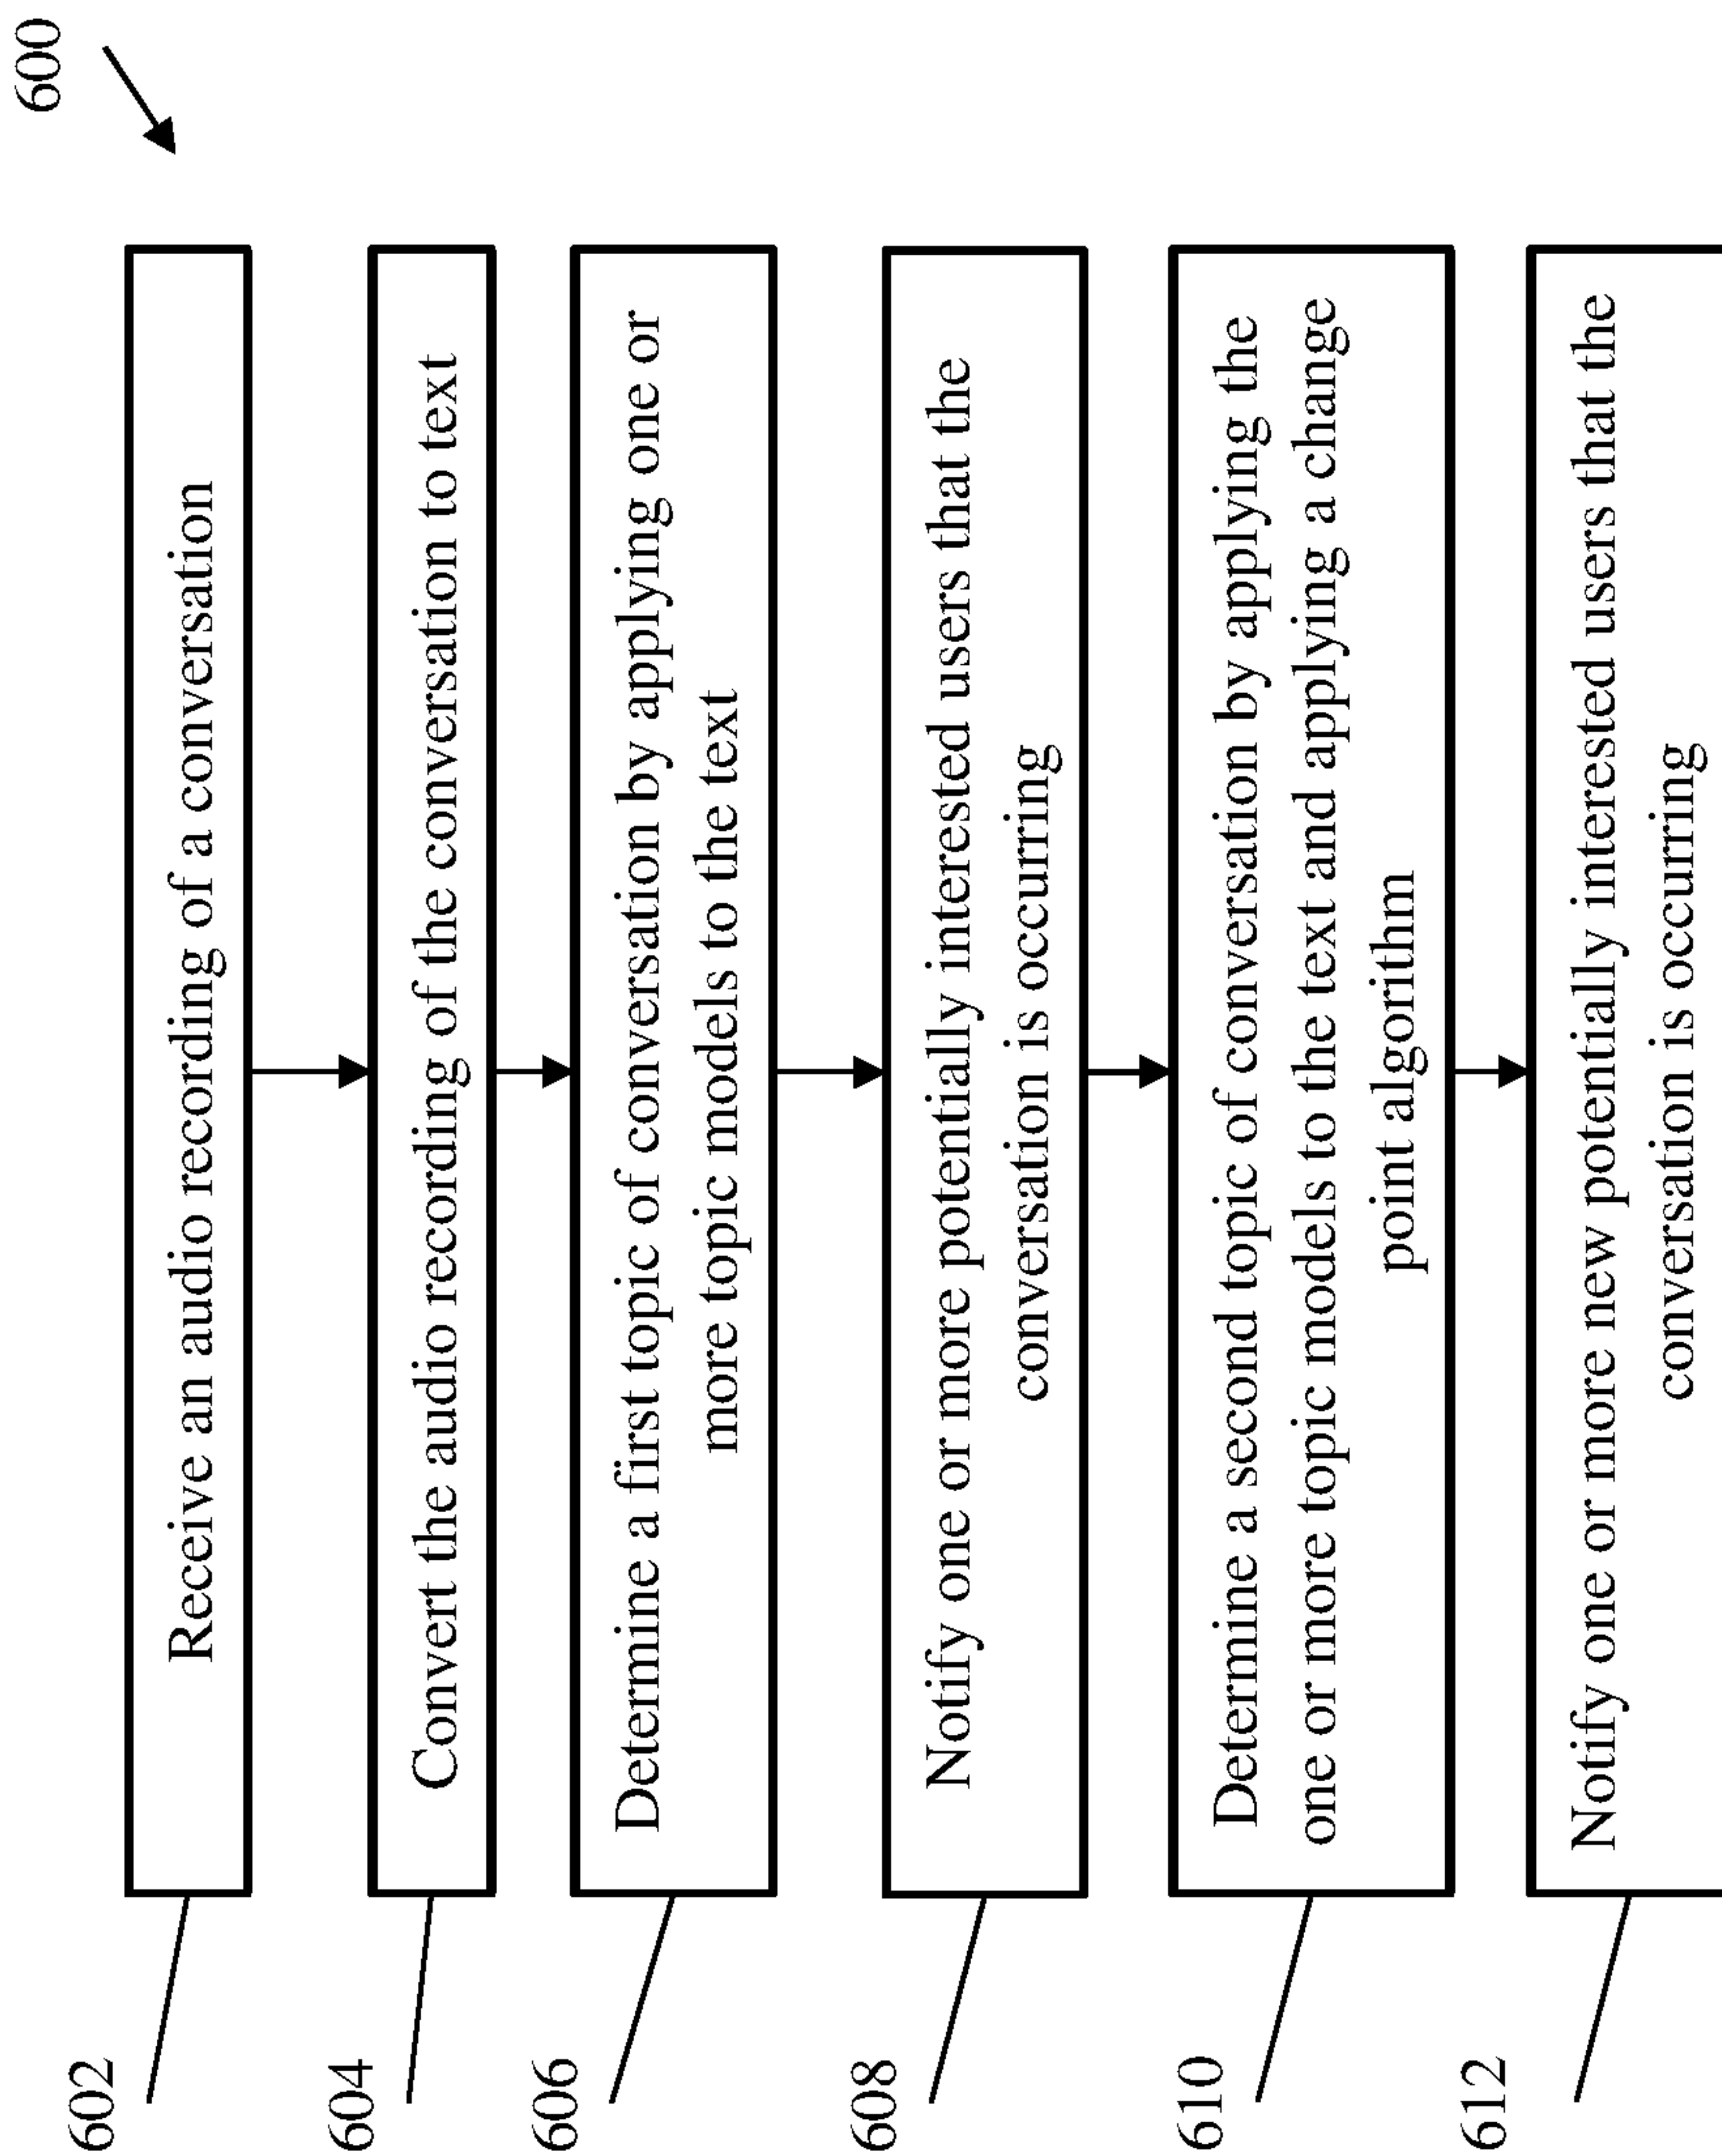 600
602
Receive an audio recording of a conversation
604
Convert the audio recording of the conversation to text
606
Determine a first topic of conversation by applying one or
more topic models to the text
608
Notify one or more potentially interested users that the
conversation is occurring
610
Determine a second topic of conversation by applying the
one or more topic models to the text and applying a change
point algorithm
612
Notify one or more new potentially interested users that the
conversation is occurring